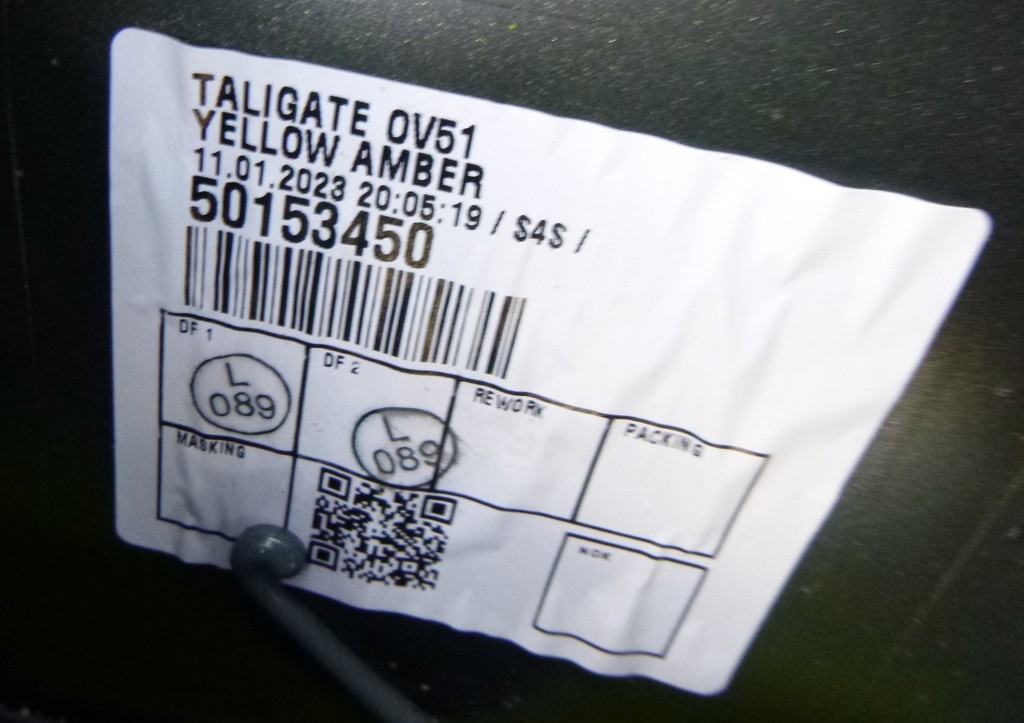 TALIGATE OV51
YELLOW AMBER
11.01.2023 20:05:19 / S4S /
50153450
DF 1
DF 2
REWORK
PACKING
L
089
L
089
MASKING
NOK